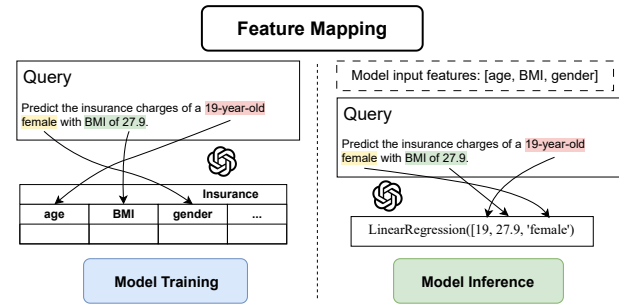 Feature Mapping
Query
Predict the insurance charges of a 19-year-old
female with BMI of 27.9.
Insurance
age BMI gender ...
Model Training
Model input features: [age, BMI, gender]
Query
Predict the insurance charges of a 19-year-old
female with BMI of 27.9.
LinearRegression([19, 27.9, 'female')
Model Inference